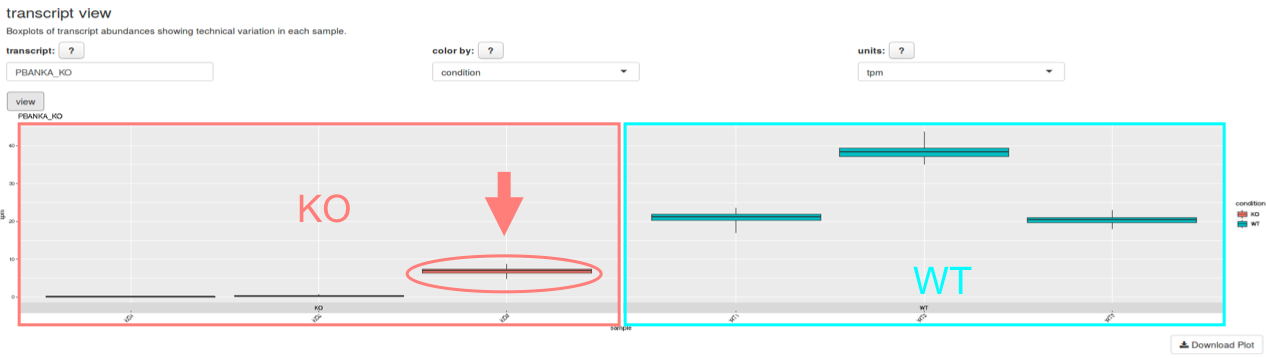 transcript view
Boxplots of transcript abundances showing technical variation in each sample.
transcript: ? color by: ? units: ?
PBANKA_KO condition tpm
view
PBANKA_KO
40
30
20
10
0
tpm
KO
WT
condition
KO
WT
KO WT
KO1 KO2 KO3 WT1 WT2 WT3
sample
Download Plot